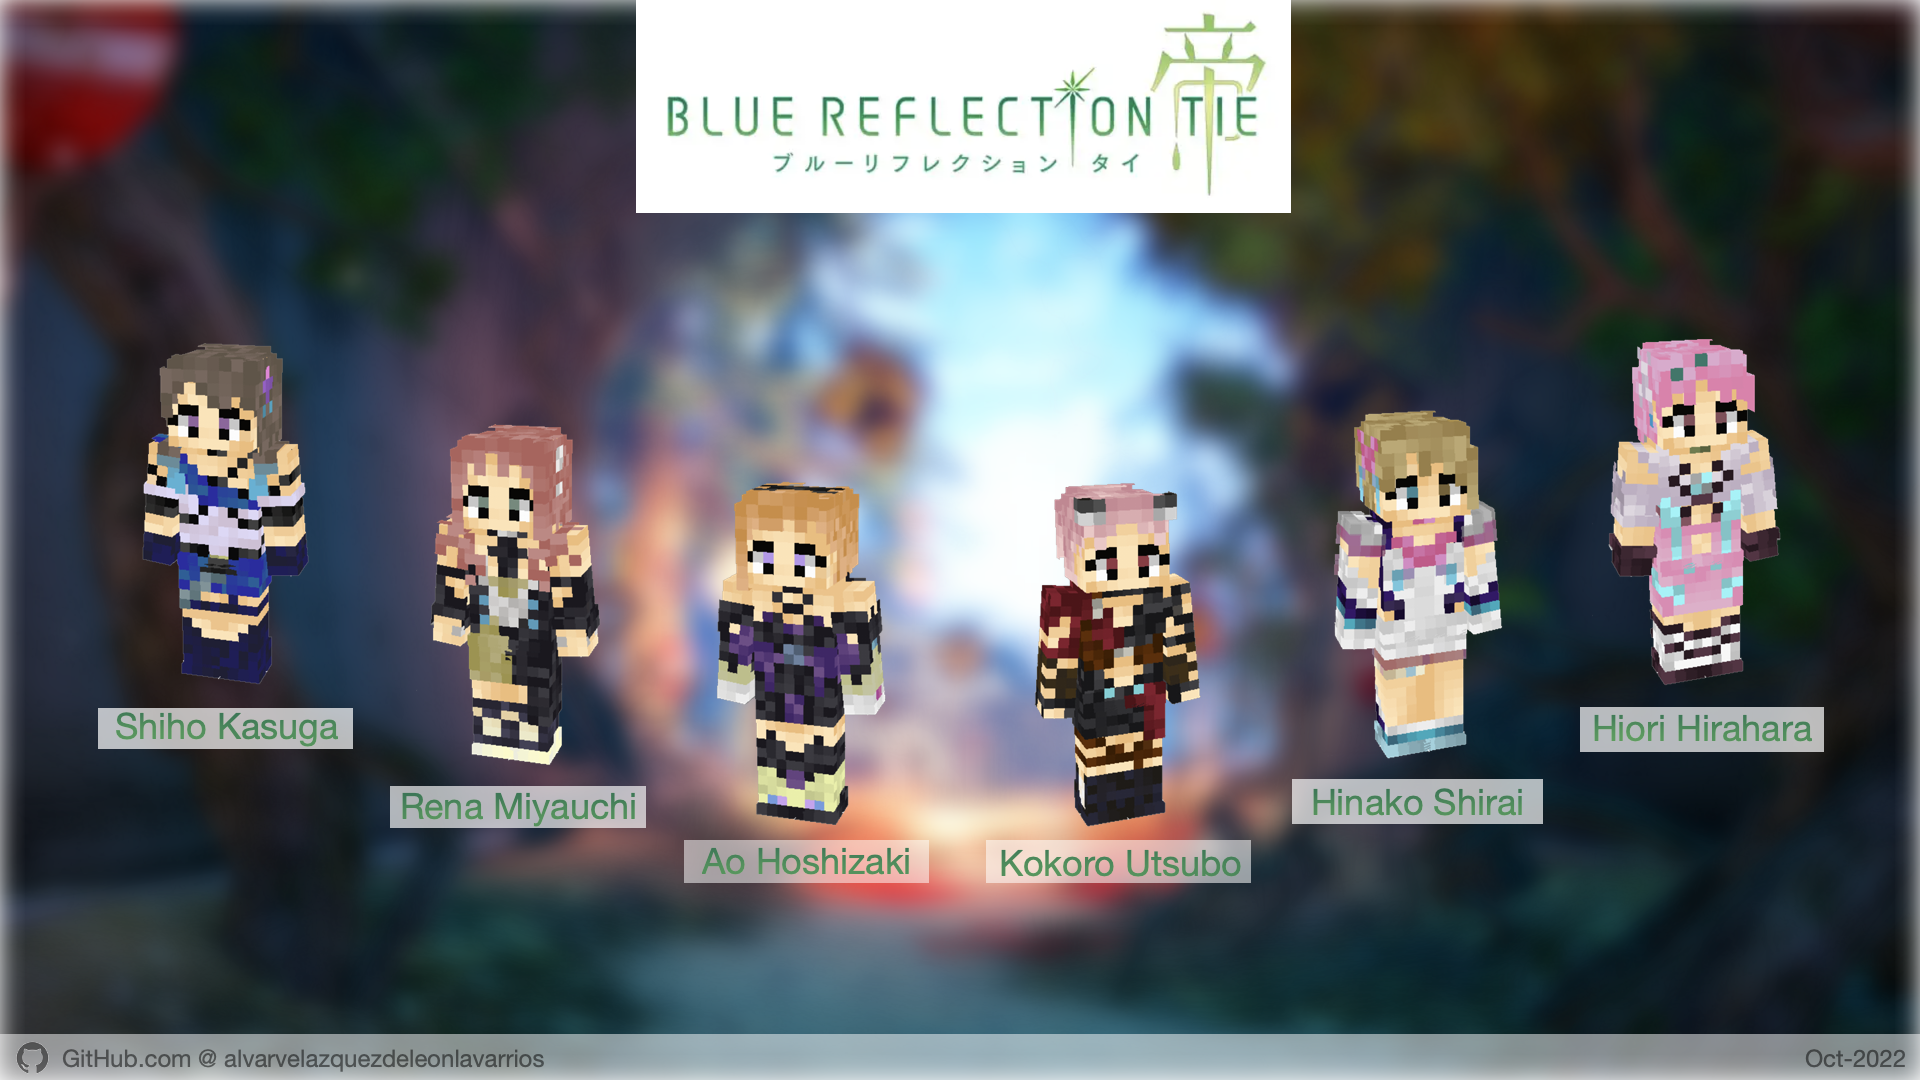 帝
BLUE REFLECTION TIE
ブルーリフレクション タイ
Shiho Kasuga
Rena Miyauchi
Ao Hoshizaki
Kokoro Utsubo
Hinako Shirai
Hiori Hirahara
GitHub.com @ alvarvelazquezdeleonlavarrios
Oct-2022